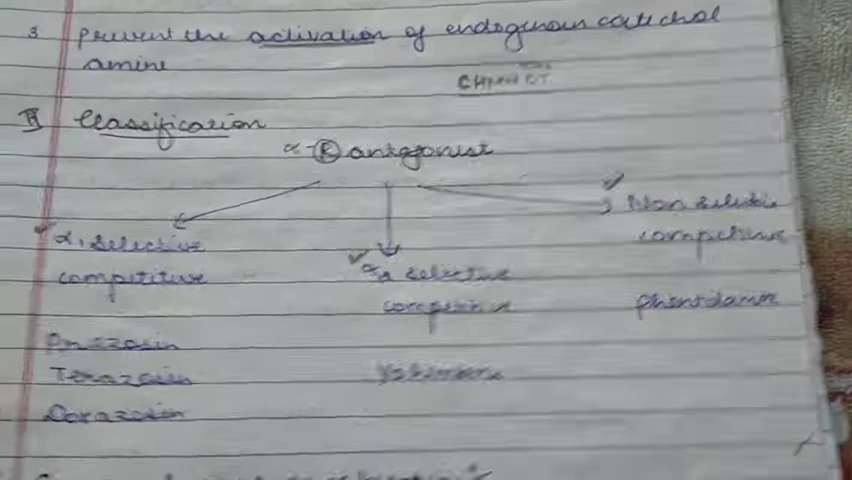 3 prevent the activation of endogenous catechol
amine
II Classification
α-R antagonist
α1 selective
competitive
Prazosin
Terazosin
Doxazosin
α2 selective
competitive
Yohimbine
Non selective
competitive
phentolamine